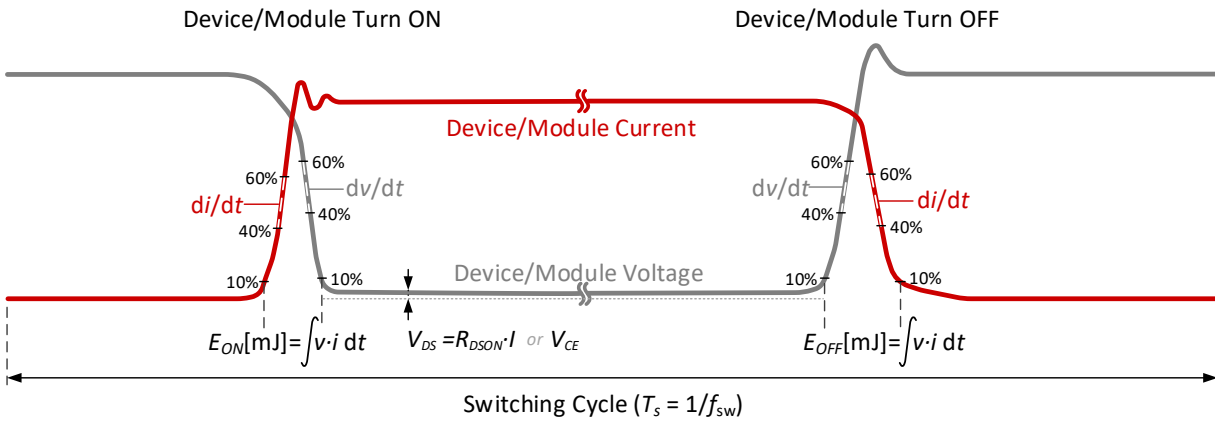 Device/Module Turn ON
Device/Module Turn OFF
Device/Module Current
60%
60%
60%
60%
dv/dt
dv/dt
di/dt
di/dt
40%
40%
40%
40%
Device/Module Voltage
10%
10%
10%
10%
E_ON[mJ]=∫v·i dt
V_DS =R_DSON·I or V_CE
E_OFF[mJ]=∫v·i dt
Switching Cycle (T_s = 1/f_sw)